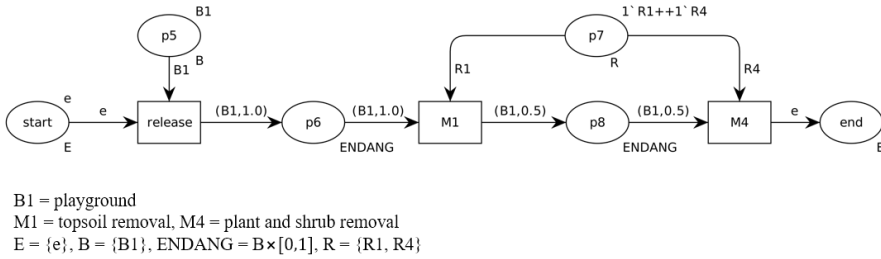 B1
1`R1++1`R4
p5
p7
B
R
B1
R1
R4
e
start
E
e
release
(B1,1.0)
p6
ENDANG
(B1,1.0)
M1
(B1,0.5)
p8
ENDANG
(B1,0.5)
M4
e
end
E
B1 = playground
M1 = topsoil removal, M4 = plant and shrub removal
E = {e}, B = {B1}, ENDANG = B×[0,1], R = {R1, R4}